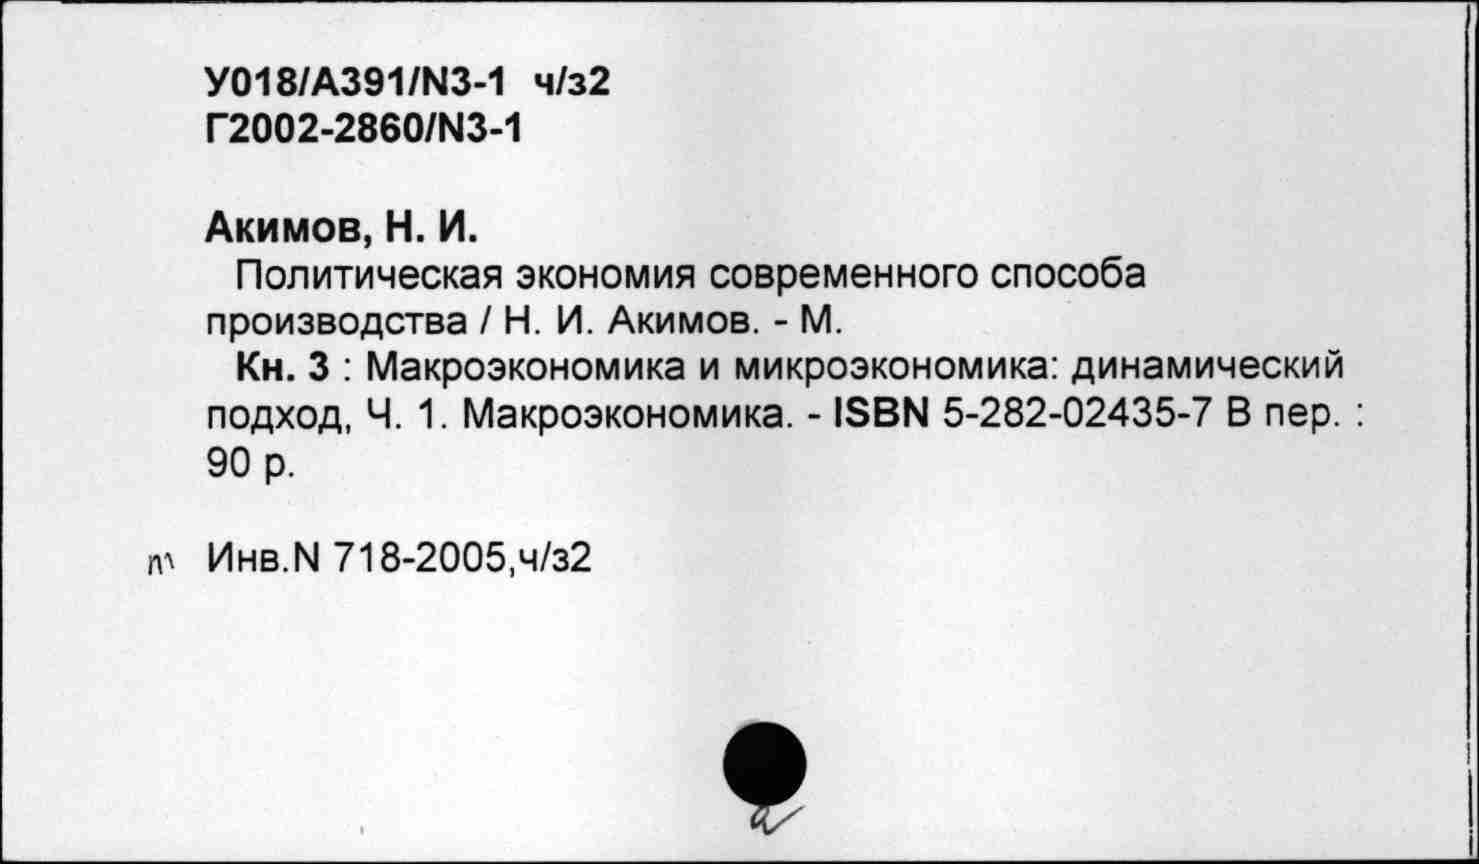 У018/А391/N3-1 ч/з2
Г2002-2860/N3-1
Акимов, Н. И.
Политическая экономия современного способа
производства / Н. И. Акимов. - М.
Кн. 3 : Макроэкономика и микроэкономика: динамический
подход, Ч. 1. Макроэкономика. - ISBN 5-282-02435-7 В пер. :
90 р.
Инв.N 718-2005,ч/з2